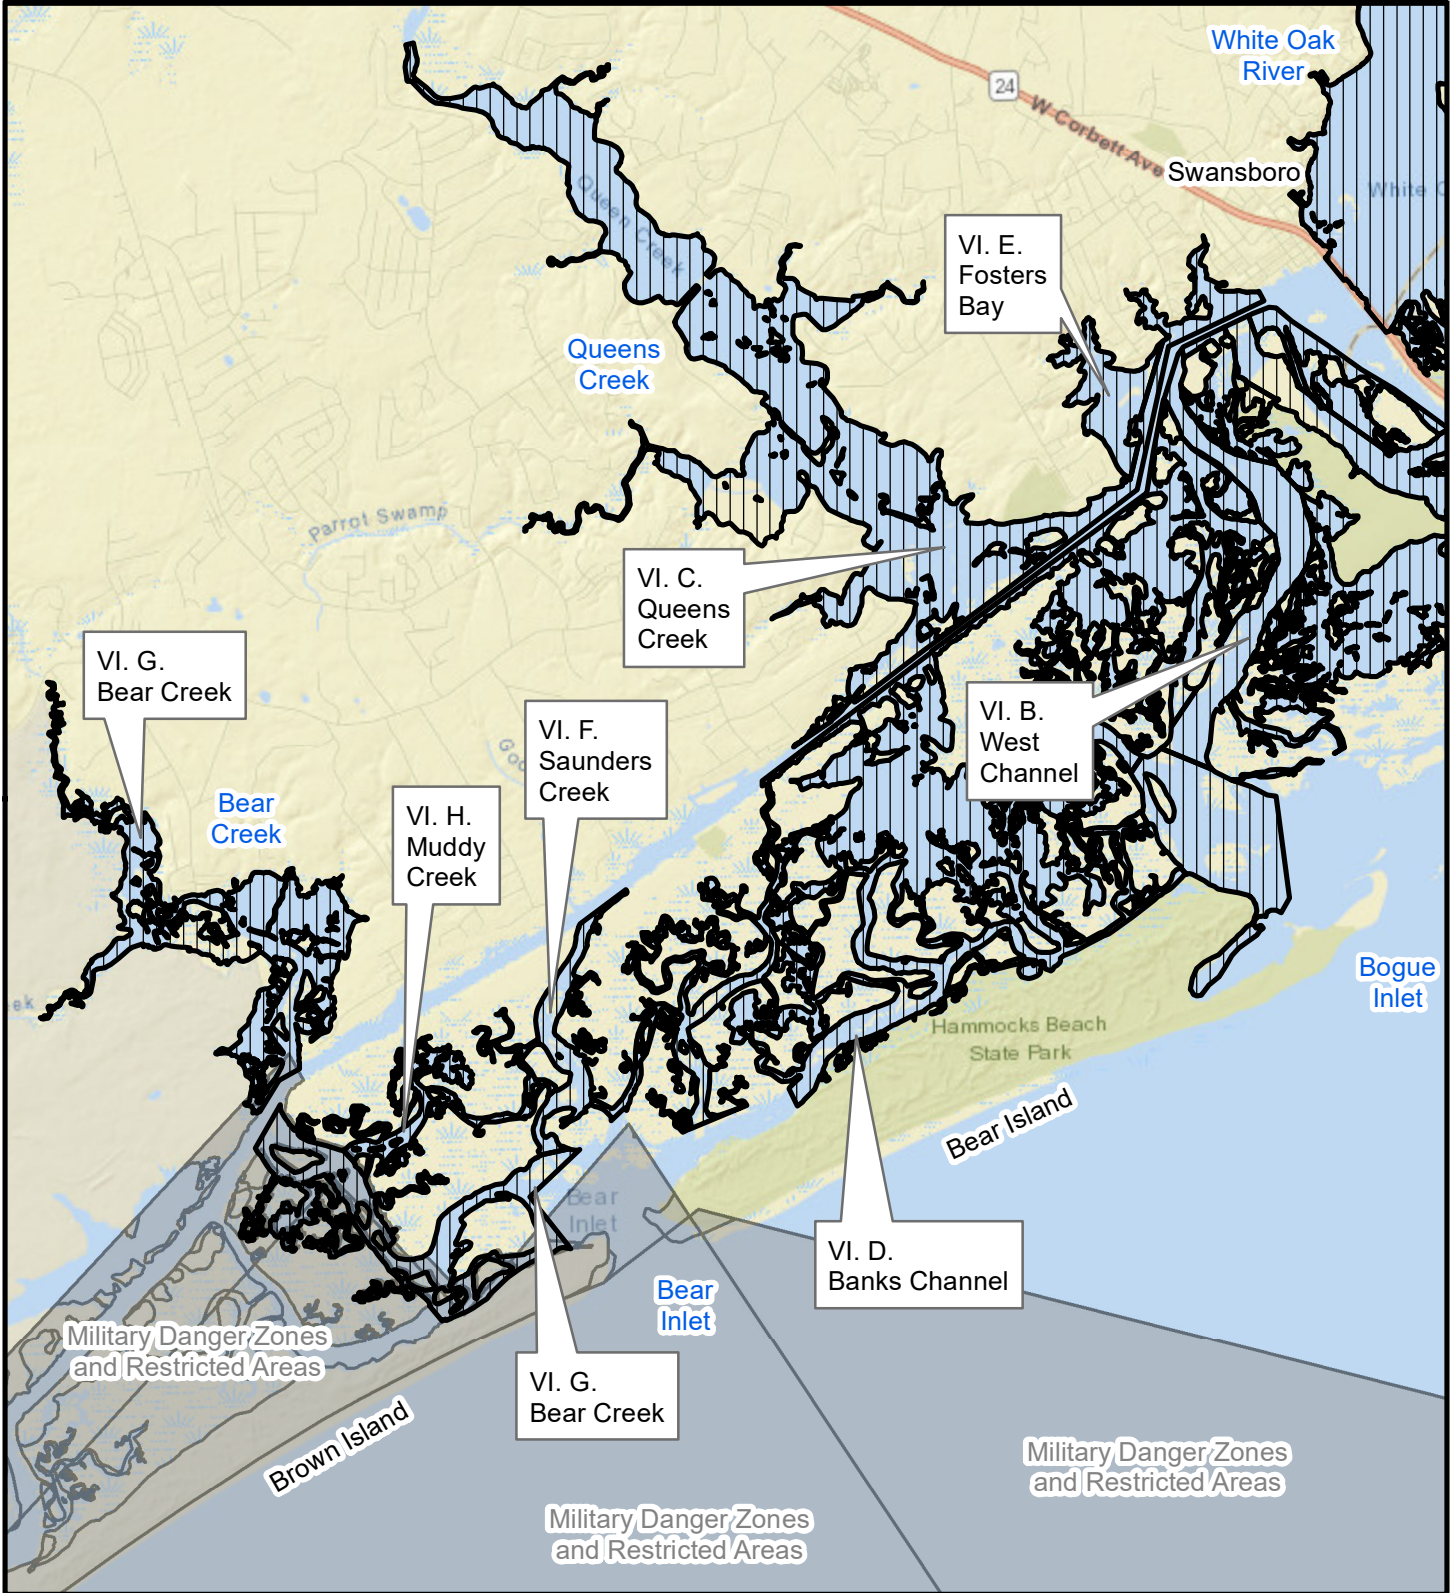 White Oak
River
24
W Corbett Ave
Swansboro
White
Queen Creek
VI. E.
Fosters
Bay
Queens
Creek
Parrot Swamp
VI. C.
Queens
Creek
VI. G.
Bear Creek
VI. B.
West
Channel
VI. F.
Saunders
Creek
Bear
Creek
VI. H.
Muddy
Creek
Bogue
Inlet
Hammocks Beach
State Park
Bear Island
Bear
Inlet
VI. D.
Banks Channel
Bear
Inlet
Military Danger Zones
and Restricted Areas
VI. G.
Bear Creek
Brown Island
Military Danger Zones
and Restricted Areas
Military Danger Zones
and Restricted Areas